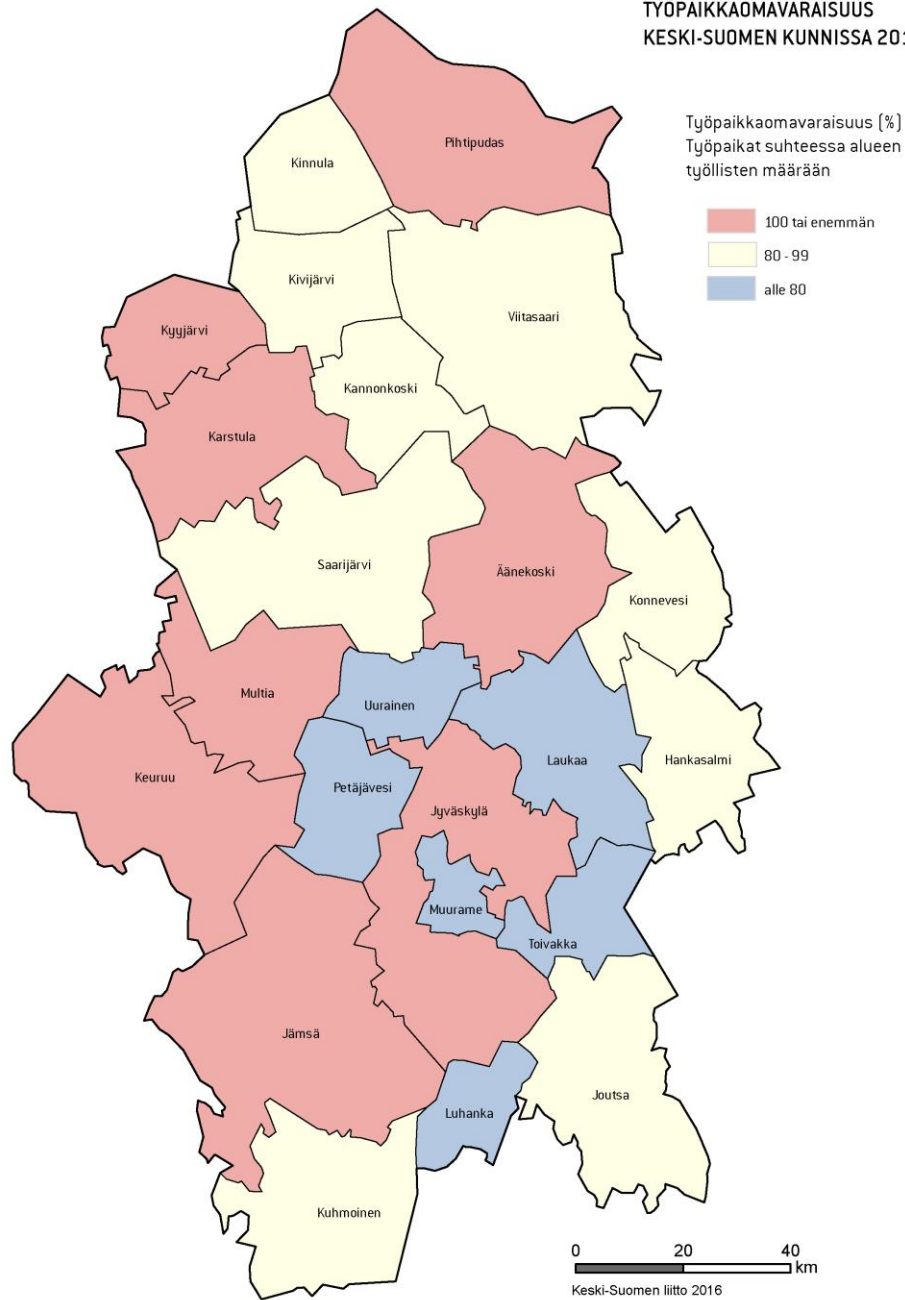 TYÖPAIKKAOMAVARAISUUS
KESKI-SUOMEN KUNNISSA
Työpaikkaomavaraisuus (%)
Työpaikat suhteessa alueen
työllisten määrään
100 tai enemmän
80 - 99
alle 80
Pihtipudas
Kinnula
Kivijärvi
Viitasaari
Kyyjärvi
Kannonkoski
Karstula
Saarijärvi
Äänekoski
Konnevesi
Multia
Uurainen
Laukaa
Hankasalmi
Keuruu
Petäjävesi
Jyväskylä
Muurame
Toivakka
Jämsä
Joutsa
Luhanka
Kuhmoinen
0 20 40
km
Keski-Suomen liitto 2016